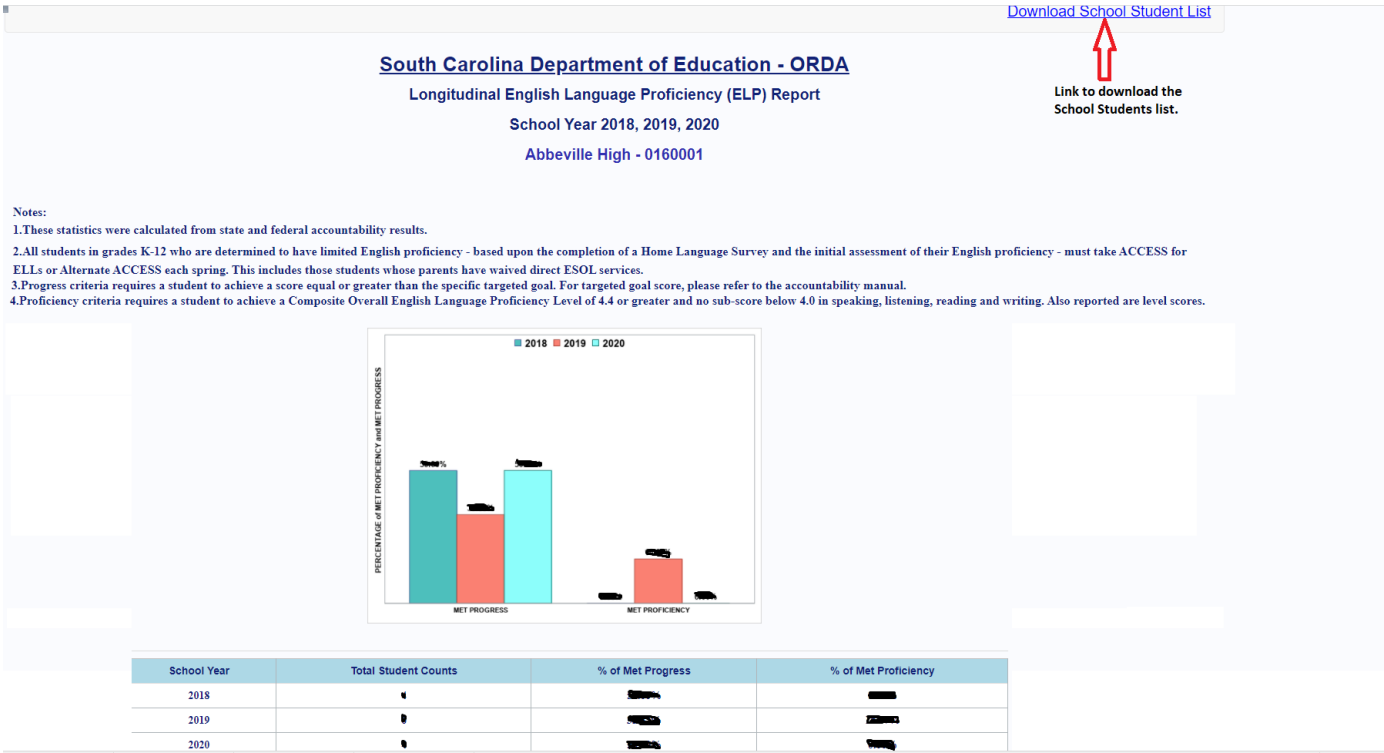 Download School Student List
South Carolina Department of Education - ORDA
Longitudinal English Language Proficiency (ELP) Report
School Year 2018, 2019, 2020
Abbeville High - 0160001
Link to download the
School Students list.
Notes:
1.These statistics were calculated from state and federal accountability results.
2.All students in grades K-12 who are determined to have limited English proficiency - based upon the completion of a Home Language Survey and the initial assessment of their English proficiency - must take ACCESS for
ELLs or Alternate ACCESS each spring. This includes those students whose parents have waived direct ESOL services.
3.Progress criteria requires a student to achieve a score equal or greater than the specific targeted goal. For targeted goal score, please refer to the accountability manual.
4.Proficiency criteria requires a student to achieve a Composite Overall English Language Proficiency Level of 4.4 or greater and no sub-score below 4.0 in speaking, listening, reading and writing. Also reported are level scores.
2018 2019 2020
PERCENTAGE of MET PROFICIENCY and MET PROGRESS
MET PROGRESS MET PROFICIENCY
School Year Total Student Counts % of Met Progress % of Met Proficiency
2018
2019
2020